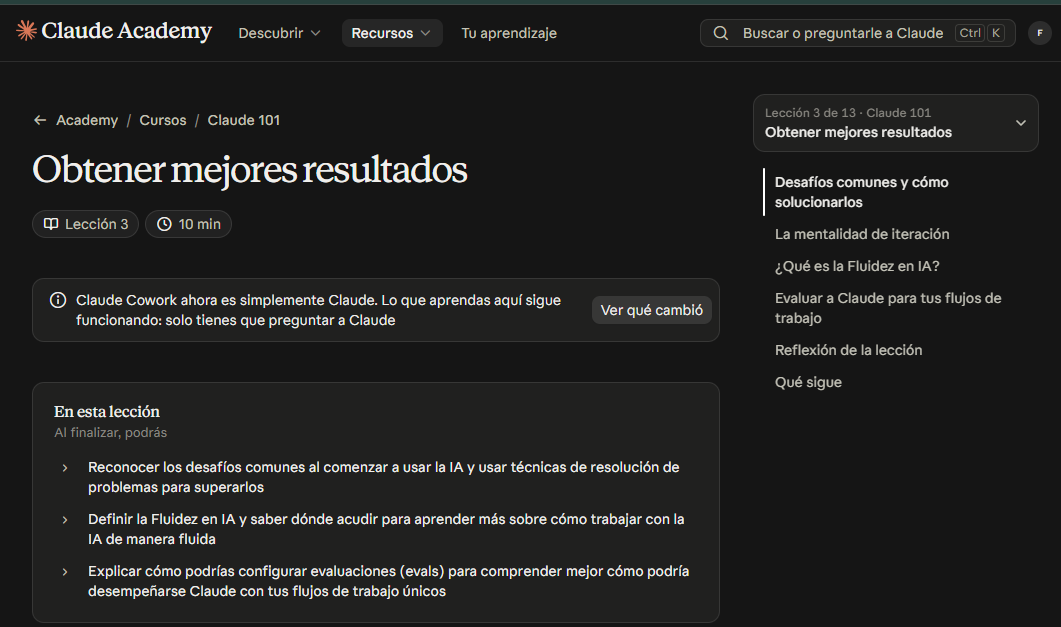 Claude Academy
Descubrir
Recursos
Tu aprendizaje
Buscar o preguntarle a Claude
Ctrl K
F
Academy / Cursos / Claude 101
Obtener mejores resultados
Lección 3
10 min
Claude Cowork ahora es simplemente Claude. Lo que aprendas aquí sigue
funcionando: solo tienes que preguntar a Claude
Ver qué cambió
En esta lección
Al finalizar, podrás
Reconocer los desafíos comunes al comenzar a usar la IA y usar técnicas de resolución de
problemas para superarlos
Definir la Fluidez en IA y saber dónde acudir para aprender más sobre cómo trabajar con la
IA de manera fluida
Explicar cómo podrías configurar evaluaciones (evals) para comprender mejor cómo podría
desempeñarse Claude con tus flujos de trabajo únicos
Lección 3 de 13 · Claude 101
Obtener mejores resultados
Desafíos comunes y cómo
solucionarlos
La mentalidad de iteración
¿Qué es la Fluidez en IA?
Evaluar a Claude para tus flujos de
trabajo
Reflexión de la lección
Qué sigue